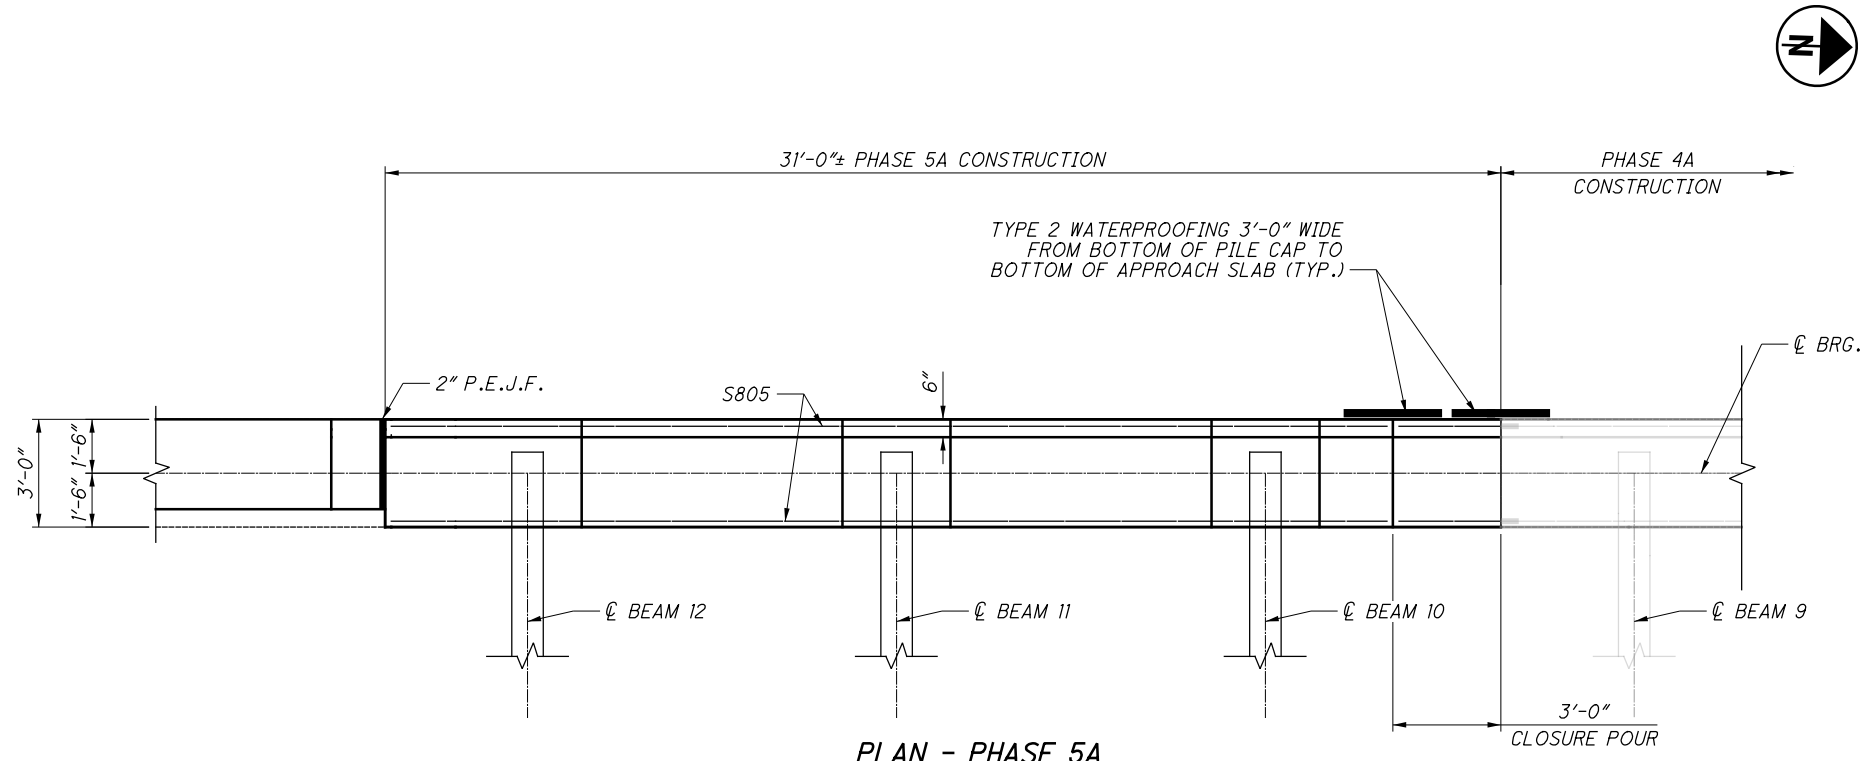 N
31'-0"± PHASE 5A CONSTRUCTION
PHASE 4A
CONSTRUCTION
TYPE 2 WATERPROOFING 3'-0" WIDE
FROM BOTTOM OF PILE CAP TO
BOTTOM OF APPROACH SLAB (TYP.)
℄ BRG.
2" P.E.J.F.
S805
6"
3'-0"
1'-6"
1'-6"
℄ BEAM 12
℄ BEAM 11
℄ BEAM 10
℄ BEAM 9
3'-0"
CLOSURE POUR
PLAN - PHASE 5A